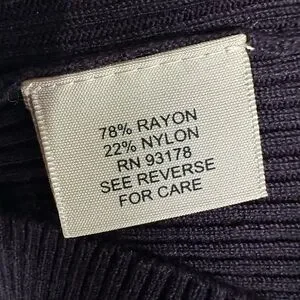 78% RAYON
22% NYLON
RN 93178
SEE REVERSE
FOR CARE